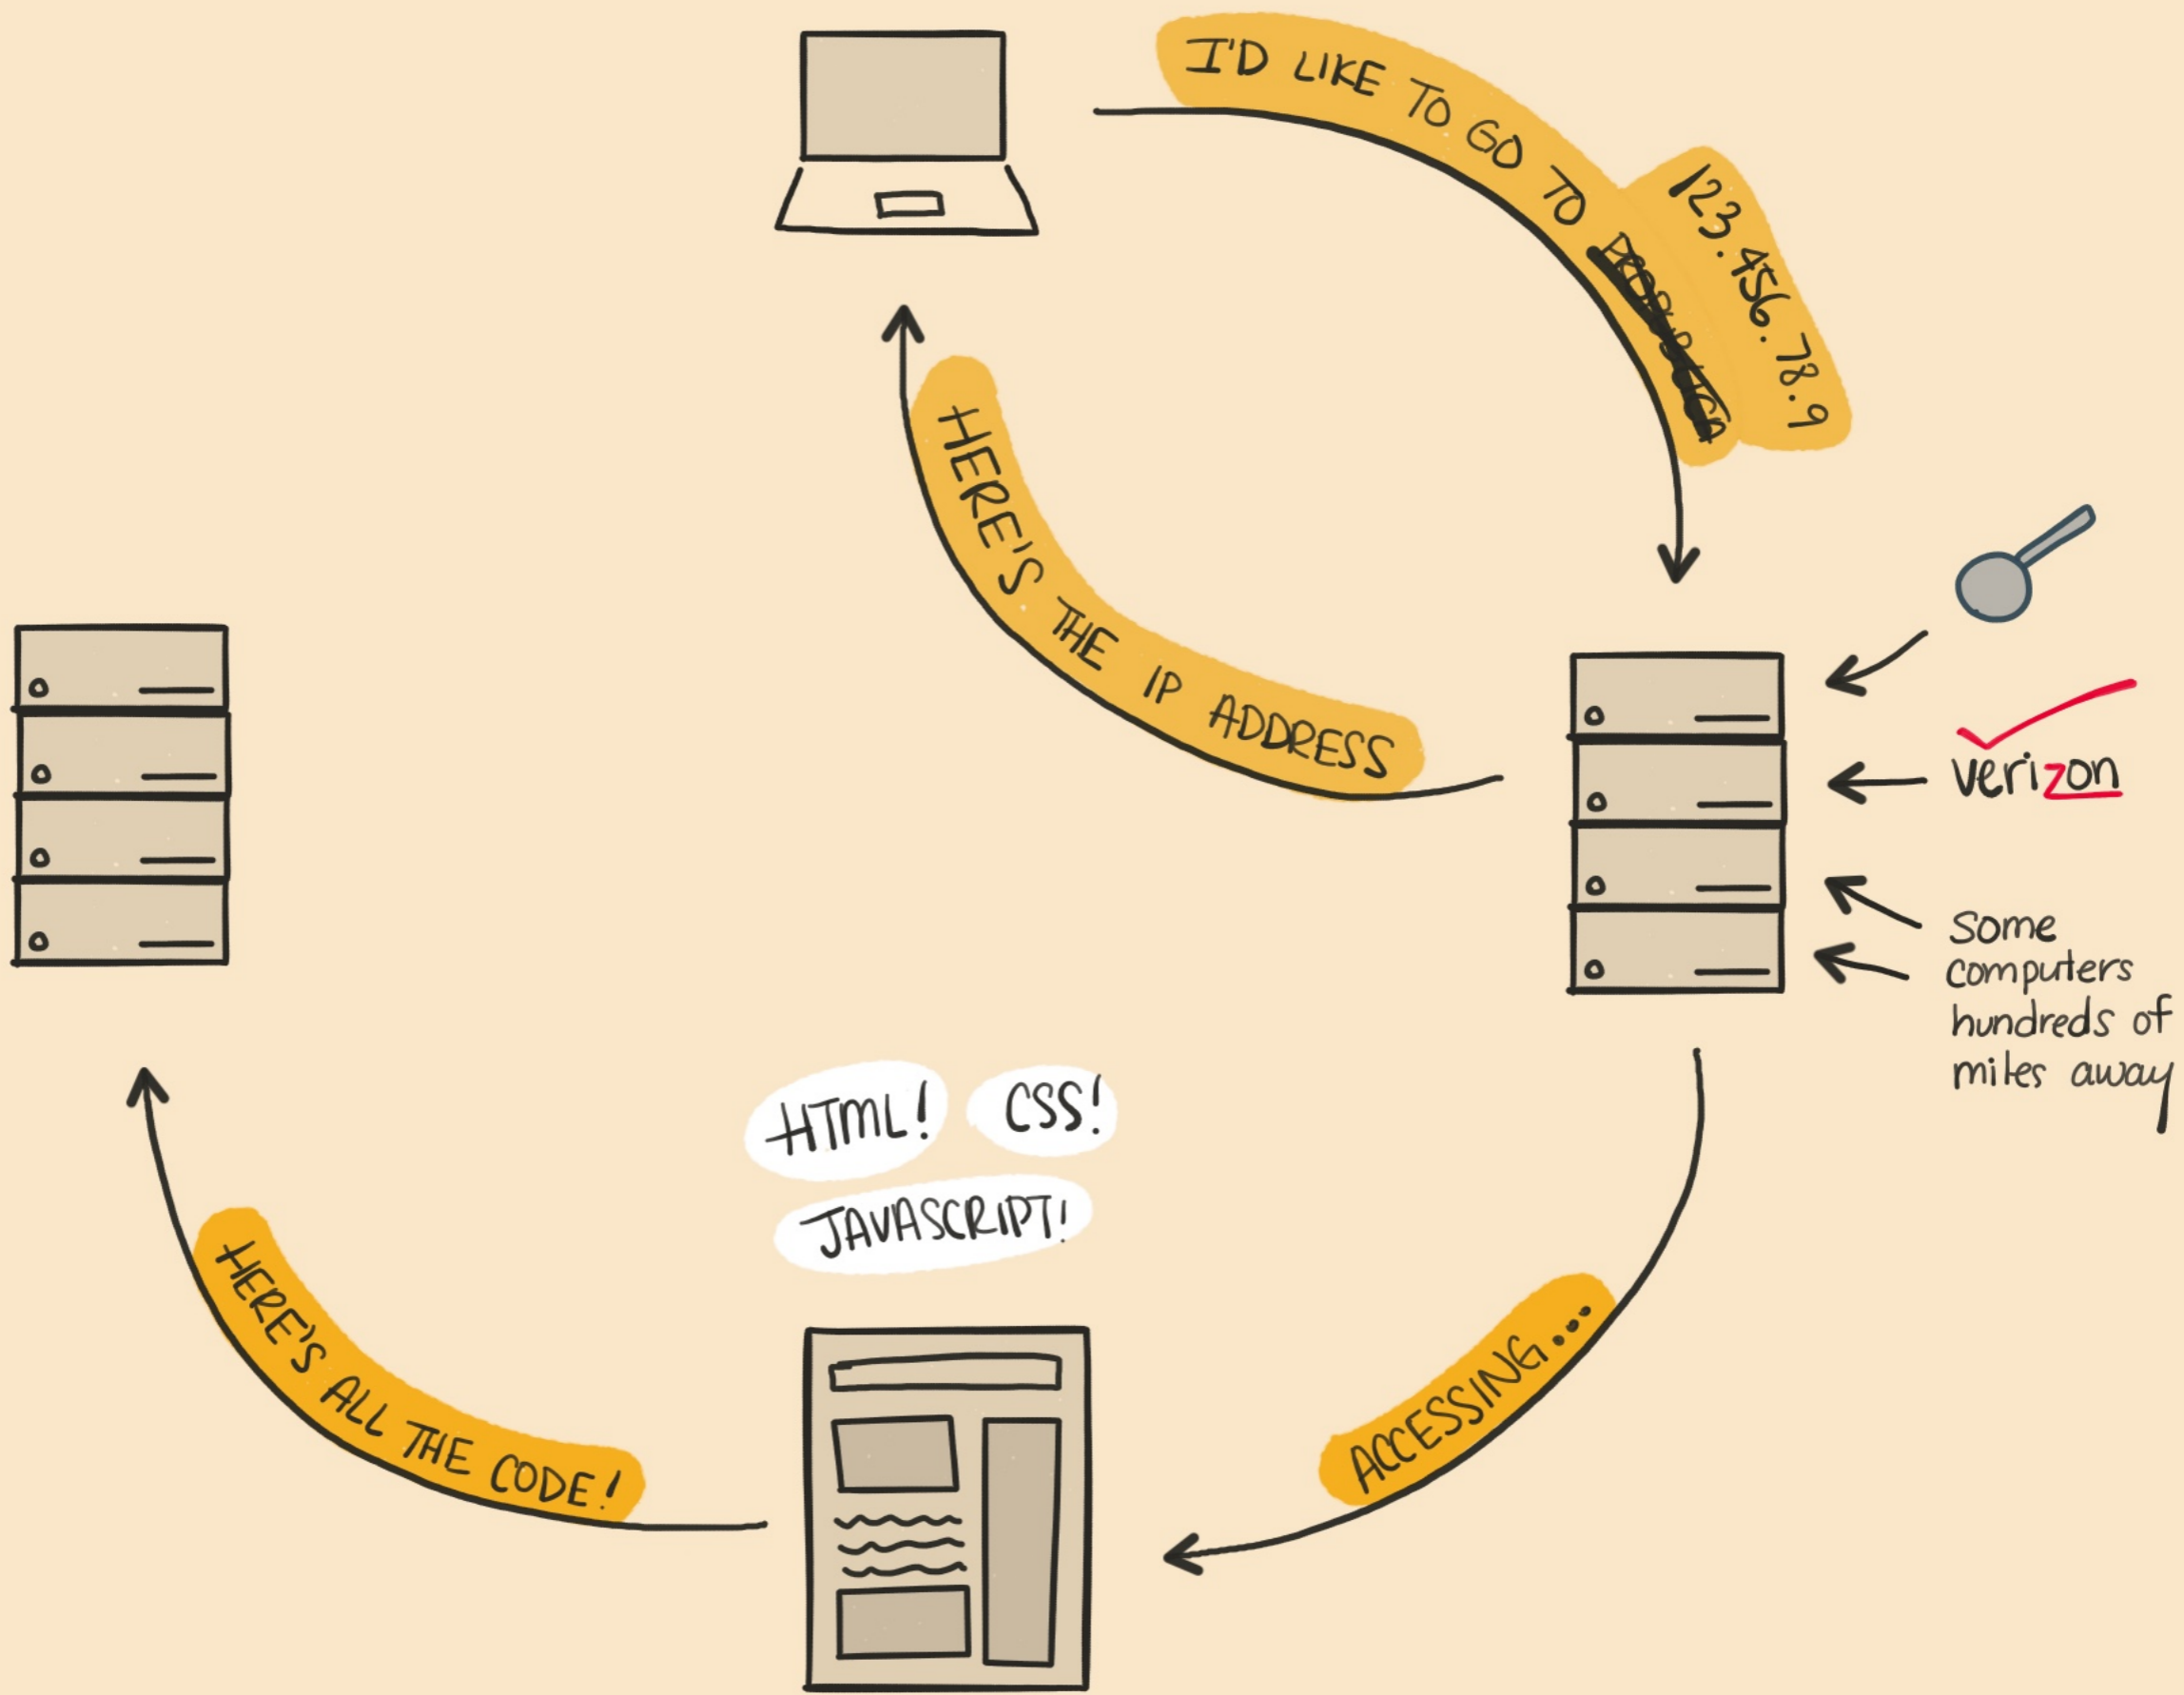 I'D LIKE TO GO TO
123.456.78.9
HERE'S THE IP ADDRESS
verizon
some
computers
hundreds of
miles away
HTML!
CSS!
JAVASCRIPT!
ACCESSING...
HERE'S ALL THE CODE!